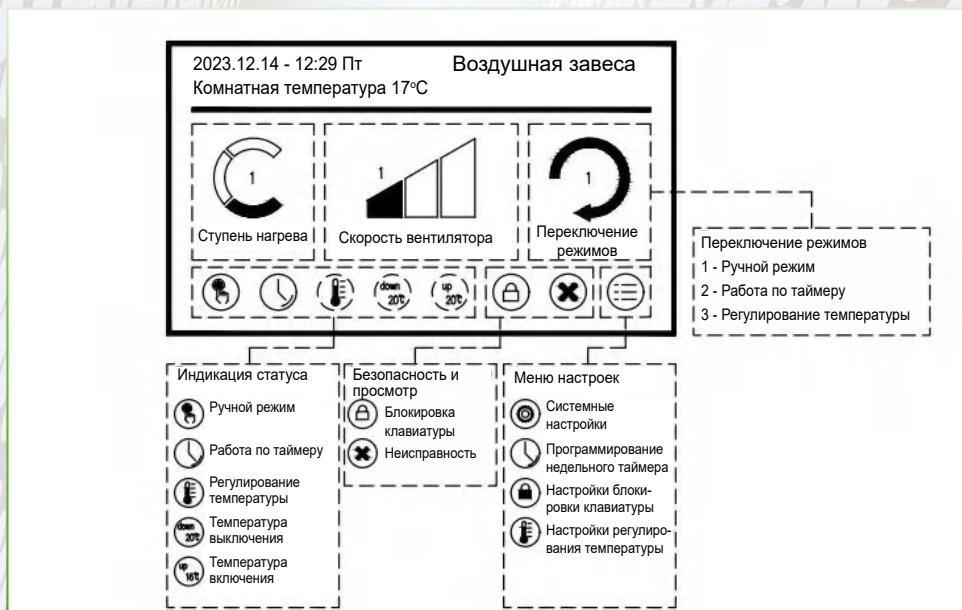 2023.12.14 - 12:29 Пт
Воздушная завеса
Комнатная температура 17°C
1
Ступень нагрева
1
Скорость вентилятора
1
Переключение
режимов
down
20℃
up
20℃
Переключение режимов
1 - Ручной режим
2 - Работа по таймеру
3 - Регулирование температуры
Индикация статуса
Ручной режим
Работа по таймеру
Регулирование
температуры
down
20℃
Температура
выключения
up
16℃
Температура
включения
Безопасность и
просмотр
Блокировка
клавиатуры
Неисправность
Меню настроек
Системные
настройки
Программирование
недельного таймера
Настройки блоки-
ровки клавиатуры
Настройки регулиро-
вания температуры